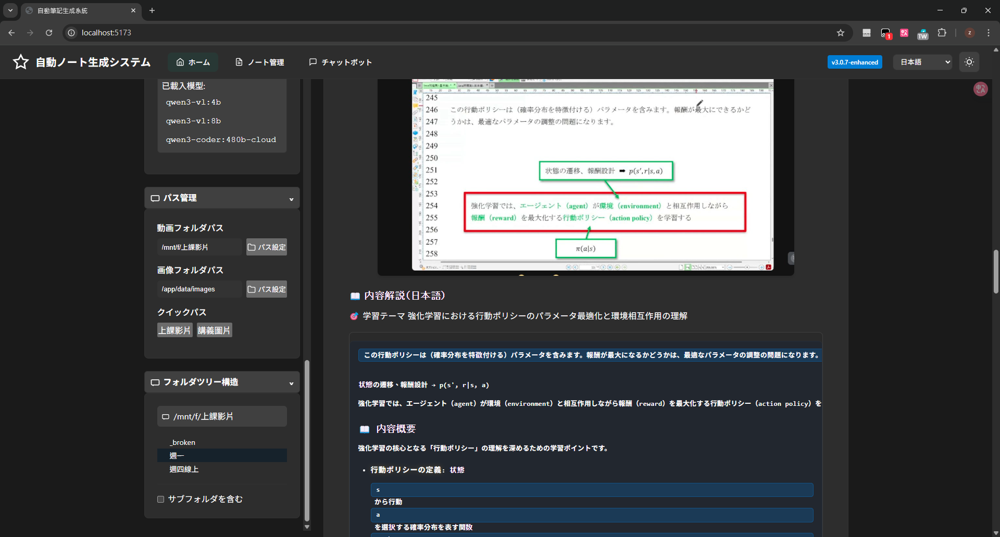 自動筆記生成系統
localhost:5173
1
TW
z
自動ノート生成システム
ホーム
ノート管理
チャットボット
v3.0.7-enhanced
日本語
已載入模型:
qwen3-vl:4b
qwen3-vl:8b
qwen3-coder:480b-cloud
パス管理
動画フォルダパス
/mnt/f/上課影片
パス設定
画像フォルダパス
/app/data/images
パス設定
クイックパス
上課影片
講義圖片
フォルダツリー構造
/mnt/f/上課影片
_broken
週一
週四線上
サブフォルダを含む
245
246 この行動ポリシーは（確率分布を特徴付ける）パラメータを含みます。報酬が最大にできるかど
247 うかは、最適なパラメータの調整の問題になります。
248
249
250
251 状態の遷移、報酬設計 ➡ p(s′,r|s,a)
252
253
254 強化学習では、エージェント（agent）が環境（environment）と相互作用しながら
255 報酬（reward）を最大化する行動ポリシー（action policy）を学習する
256
257
π(a|s)
258
内容解説(日本語)
学習テーマ 強化学習における行動ポリシーのパラメータ最適化と環境相互作用の理解
この行動ポリシーは（確率分布を特徴付ける）パラメータを含みます。報酬が最大になるかどうかは、最適なパラメータの調整の問題になります。
状態の遷移、報酬設計 → p(s', r|s, a)
強化学習では、エージェント（agent）が環境（environment）と相互作用しながら報酬（reward）を最大化する行動ポリシー（action policy）を
内容概要
強化学習の核心となる「行動ポリシー」の理解を深めるための学習ポイントです。
• 行動ポリシーの定義: 状態
s
から行動
a
を選択する確率分布を表す関数